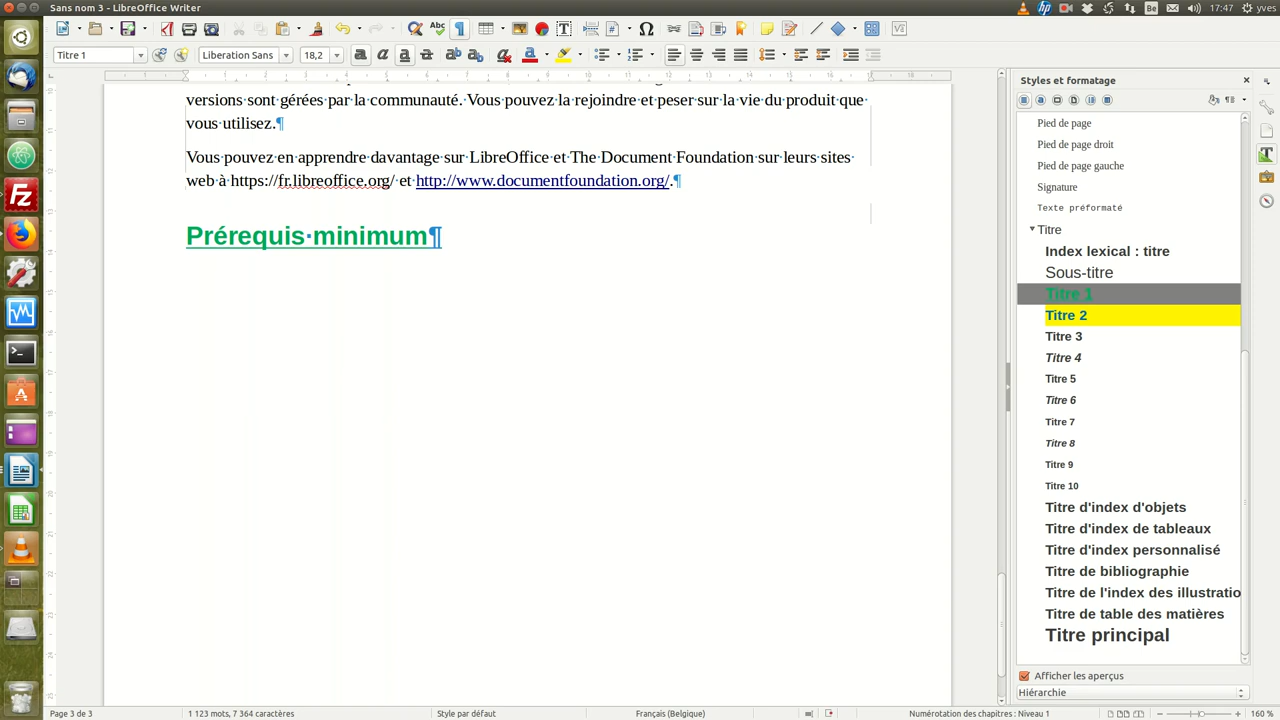 Sans nom 3 - LibreOffice Writer
Be
17:47
yves
Titre 1
Liberation Sans
18,2
Styles et formatage
versions sont gérées par la communauté. Vous pouvez la rejoindre et peser sur la vie du produit que
vous utilisez.¶
Vous pouvez en apprendre davantage sur LibreOffice et The Document Foundation sur leurs sites
web à https://fr.libreoffice.org/ et http://www.documentfoundation.org/.¶
Prérequis minimum¶
Pied de page
Pied de page droit
Pied de page gauche
Signature
Texte préformaté
Titre
Index lexical : titre
Sous-titre
Titre 1
Titre 2
Titre 3
Titre 4
Titre 5
Titre 6
Titre 7
Titre 8
Titre 9
Titre 10
Titre d'index d'objets
Titre d'index de tableaux
Titre d'index personnalisé
Titre de bibliographie
Titre de l'index des illustratio
Titre de table des matières
Titre principal
Afficher les aperçus
Hiérarchie
Page 3 de 3
1 123 mots, 7 364 caractères
Style par défaut
Français (Belgique)
Numérotation des chapitres : Niveau 1
160 %